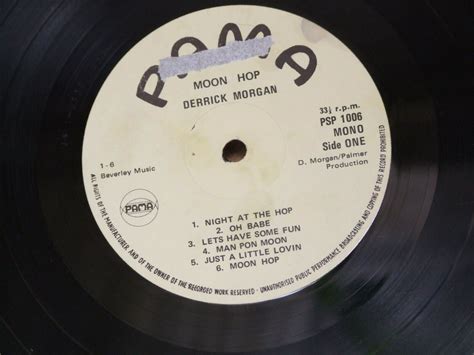 PAMA
MOON HOP
DERRICK MORGAN
33⅓ r.p.m.
PSP 1006
MONO
Side ONE
1-6
Beverley Music
D. Morgan/Palmer
Production
PAMA
1. NIGHT AT THE HOP
2. OH BABE
3. LETS HAVE SOME FUN
4. MAN PON MOON
5. JUST A LITTLE LOVIN
6. MOON HOP
ALL RIGHTS OF THE MANUFACTURER, AND OF THE OWNER OF THE RECORDED WORK RESERVED - UNAUTHORISED PUBLIC PERFORMANCE, BROADCASTING AND COPYING OF THIS RECORD PROHIBITED